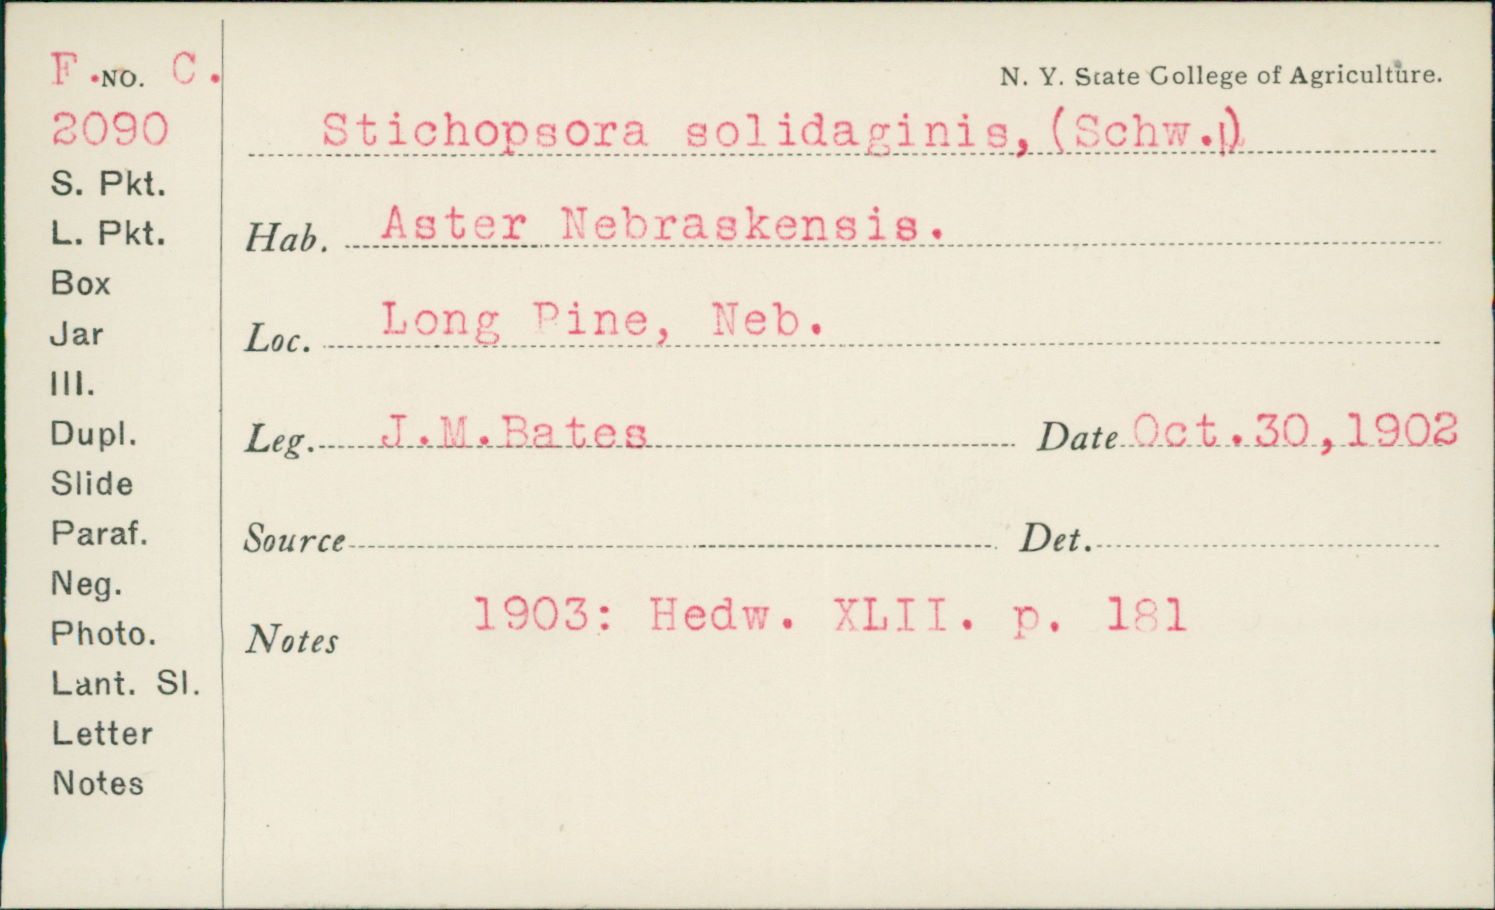 F. NO. C.
N. Y. State College of Agriculture.
2090
Stichopsora solidaginis, (Schw.)
S. Pkt.
L. Pkt.
Hab. Aster Nebraskensis.
Box
Jar
Loc. Long Pine, Neb.
Ill.
Dupl.
Leg. J.M.Bates Date Oct.30,1902
Slide
Paraf.
Source Det.
Neg.
Photo.
Notes 1903: Hedw. XLII. p. 181
Lant. Sl.
Letter
Notes